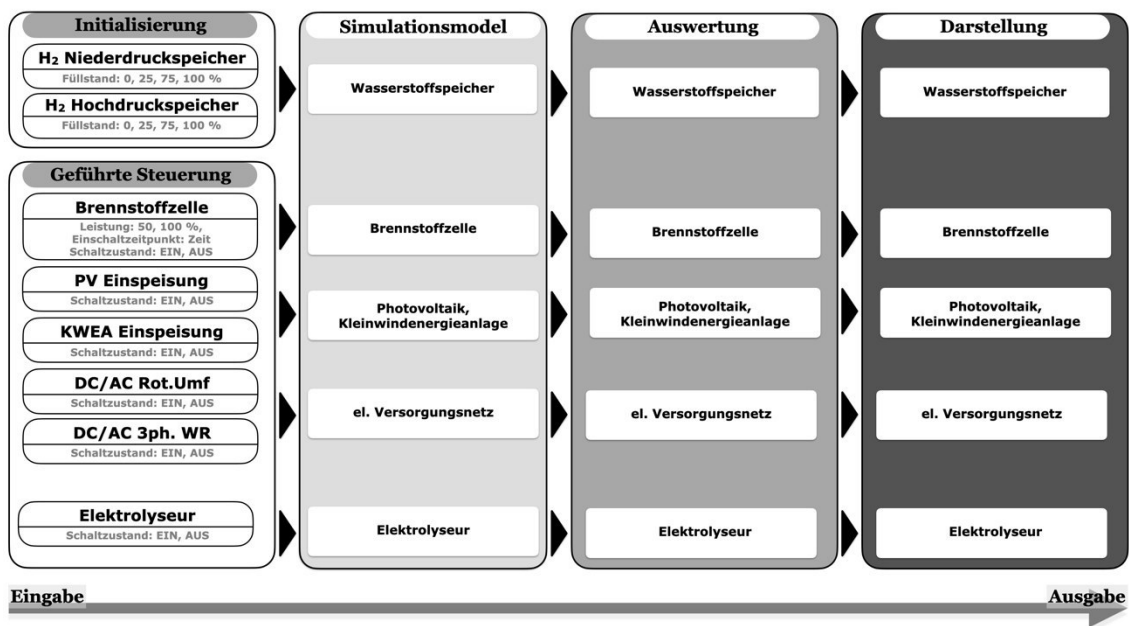 Initialisierung
H₂ Niederdruckspeicher
Füllstand: 0, 25, 75, 100 %
H₂ Hochdruckspeicher
Füllstand: 0, 25, 75, 100 %
Geführte Steuerung
Brennstoffzelle
Leistung: 50, 100 %,
Einschaltzeitpunkt: Zeit
Schaltzustand: EIN, AUS
PV Einspeisung
Schaltzustand: EIN, AUS
KWEA Einspeisung
Schaltzustand: EIN, AUS
DC/AC Rot.Umf
Schaltzustand: EIN, AUS
DC/AC 3ph. WR
Schaltzustand: EIN, AUS
Elektrolyseur
Schaltzustand: EIN, AUS
Simulationsmodel
Wasserstoffspeicher
Brennstoffzelle
Photovoltaik,
Kleinwindenergieanlage
el. Versorgungsnetz
Elektrolyseur
Auswertung
Wasserstoffspeicher
Brennstoffzelle
Photovoltaik,
Kleinwindenergieanlage
el. Versorgungsnetz
Elektrolyseur
Darstellung
Wasserstoffspeicher
Brennstoffzelle
Photovoltaik,
Kleinwindenergieanlage
el. Versorgungsnetz
Elektrolyseur
Eingabe
Ausgabe